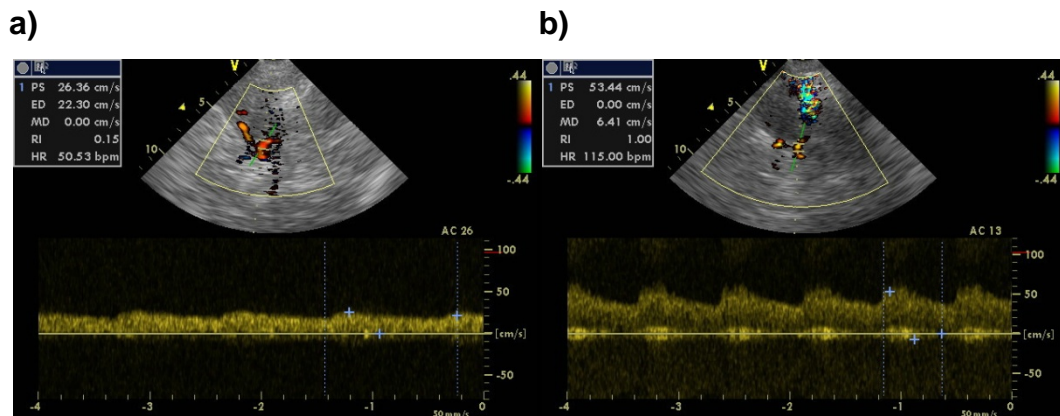 a)
1 PS 26.36 cm/s
ED 22.30 cm/s
MD 0.00 cm/s
RI 0.15
HR 50.53 bpm
V
5
10
.44
-.44
AC 26
100
50
[cm/s]
-50
-4 -3 -2 -1 0
50 mm/s
b)
1 PS 53.44 cm/s
ED 0.00 cm/s
MD 6.41 cm/s
RI 1.00
HR 115.00 bpm
V
5
10
.44
-.44
AC 13
100
50
[cm/s]
-50
-4 -3 -2 -1 0
50 mm/s